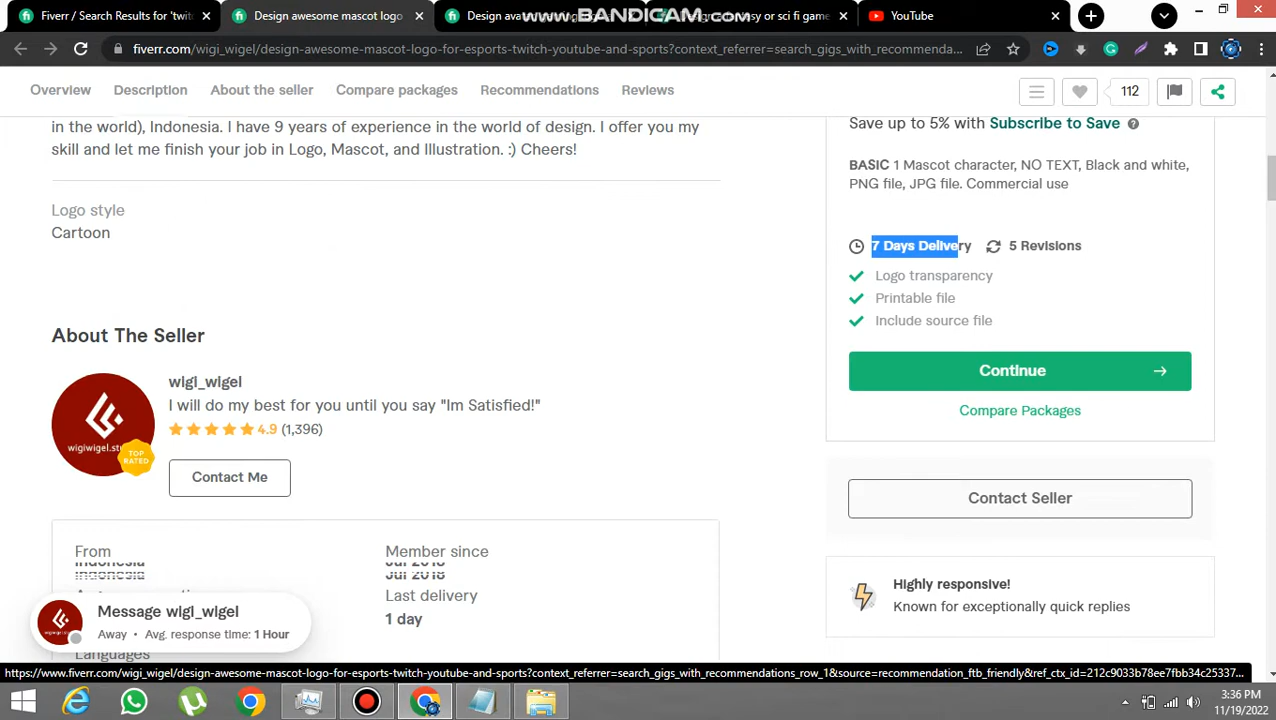 Fiverr / Search Results for 'twit
Design awesome mascot logo
Design ava
www.BANDICAM.com
sy or sci fi game
YouTube
fiverr.com/wigi_wigel/design-awesome-mascot-logo-for-esports-twitch-youtube-and-sports?context_referrer=search_gigs_with_recommenda...
Overview Description About the seller Compare packages Recommendations Reviews
112
in the world), Indonesia. I have 9 years of experience in the world of design. I offer you my
skill and let me finish your job in Logo, Mascot, and Illustration. :) Cheers!
Logo style
Cartoon
About The Seller
wigi_wigel
I will do my best for you until you say "Im Satisfied!"
4.9 (1,396)
wigiwigel.st
TOP
RATED
Contact Me
From
Indonesia
Member since
Jul 2018
Last delivery
1 day
Languages
Message wigi_wigel
Away • Avg. response time: 1 Hour
Save up to 5% with Subscribe to Save
BASIC 1 Mascot character, NO TEXT, Black and white,
PNG file, JPG file. Commercial use
7 Days Delivery 5 Revisions
Logo transparency
Printable file
Include source file
Continue
Compare Packages
Contact Seller
Highly responsive!
Known for exceptionally quick replies
https://www.fiverr.com/wigi_wigel/design-awesome-mascot-logo-for-esports-twitch-youtube-and-sports?context_referrer=search_gigs_with_recommendations_row_1&source=recommendation_ftb_friendly&ref_ctx_id=212c9033b78ee7fbb34c25337...
3:36 PM
11/19/2022